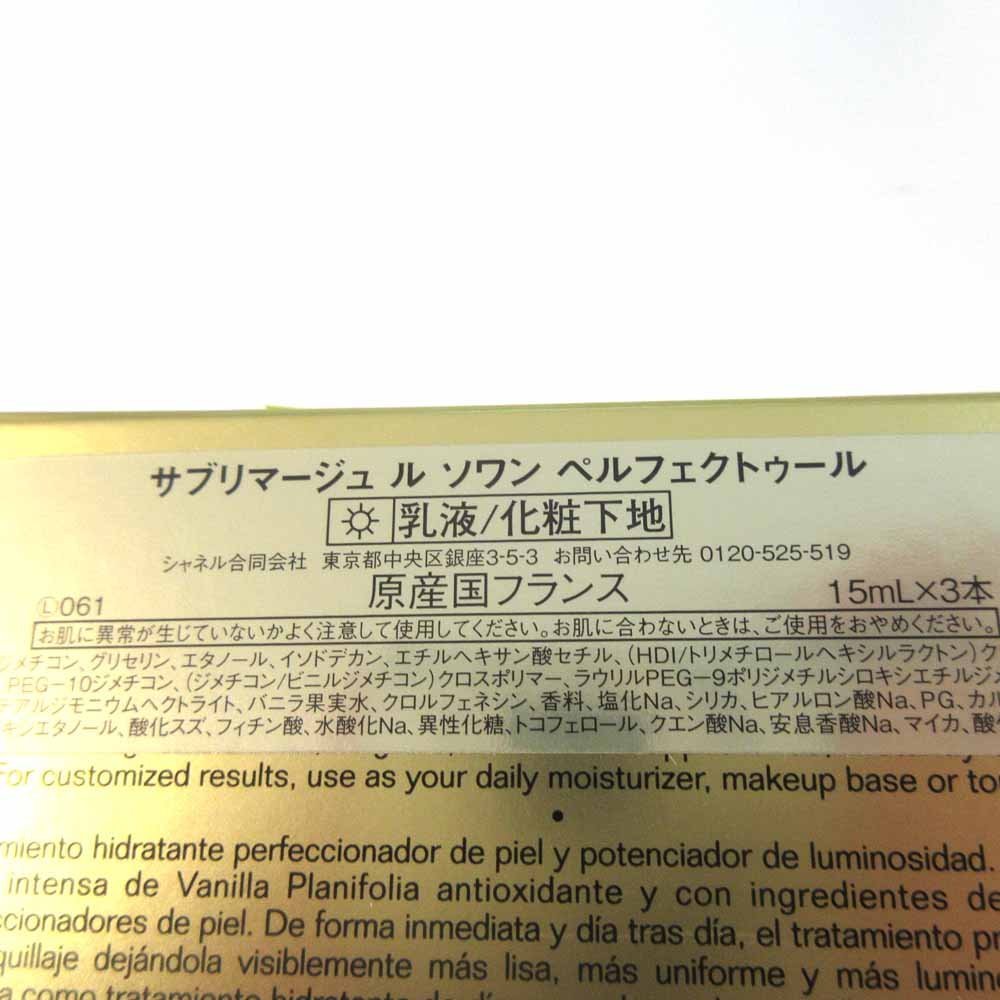 サブリマージュ ル ソワン ペルフェクトゥール
乳液/化粧下地
シャネル合同会社 東京都中央区銀座3-5-3 お問い合わせ先 0120-525-519
原産国フランス
Ⓛ061 15mL×3本
お肌に異常が生じていないかよく注意して使用してください。お肌に合わないときは、ご使用をおやめください。
ジメチコン、グリセリン、エタノール、イソドデカン、エチルヘキサン酸セチル、(HDI/トリメチロールヘキシルラクトン)ク
PEG-10ジメチコン、(ジメチコン/ビニルジメチコン)クロスポリマー、ラウリルPEG-9ポリジメチルシロキシエチルジメ
テアルジモニウムヘクトライト、バニラ果実水、クロルフェネシン、香料、塩化Na、シリカ、ヒアルロン酸Na、PG、カル
キシエタノール、酸化スズ、フィチン酸、水酸化Na、異性化糖、トコフェロール、クエン酸Na、安息香酸Na、マイカ、酸
For customized results, use as your daily moisturizer, makeup base or to
•
miento hidratante perfeccionador de piel y potenciador de luminosidad.
intensa de Vanilla Planifolia antioxidante y con ingredientes de
ccionadores de piel. De forma inmediata y día tras día, el tratamiento pr
quillaje dejándola visiblemente más lisa, más uniforme y más lumin
a como tratamiento hidratante de